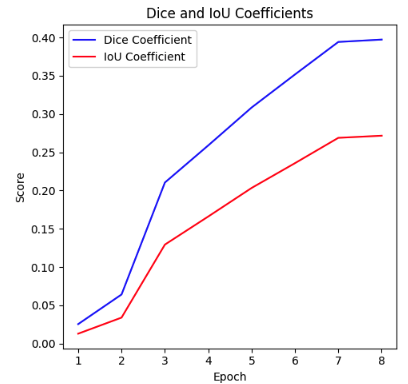 Dice and IoU Coefficients
Dice Coefficient
IoU Coefficient
0.40
0.35
0.30
0.25
0.20
0.15
0.10
0.05
0.00
Score
1 2 3 4 5 6 7 8
Epoch